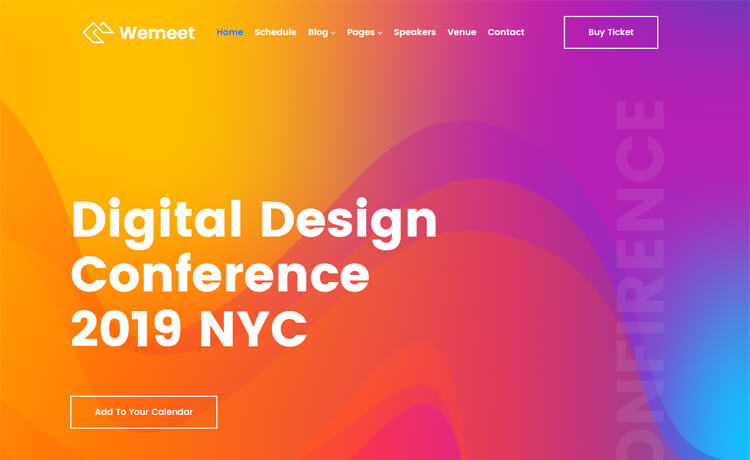 Wemeet
Home Schedule Blog Pages Speakers Venue Contact
Buy Ticket
Digital Design
Conference
2019 NYC
Add To Your Calendar
ONFIRENCE